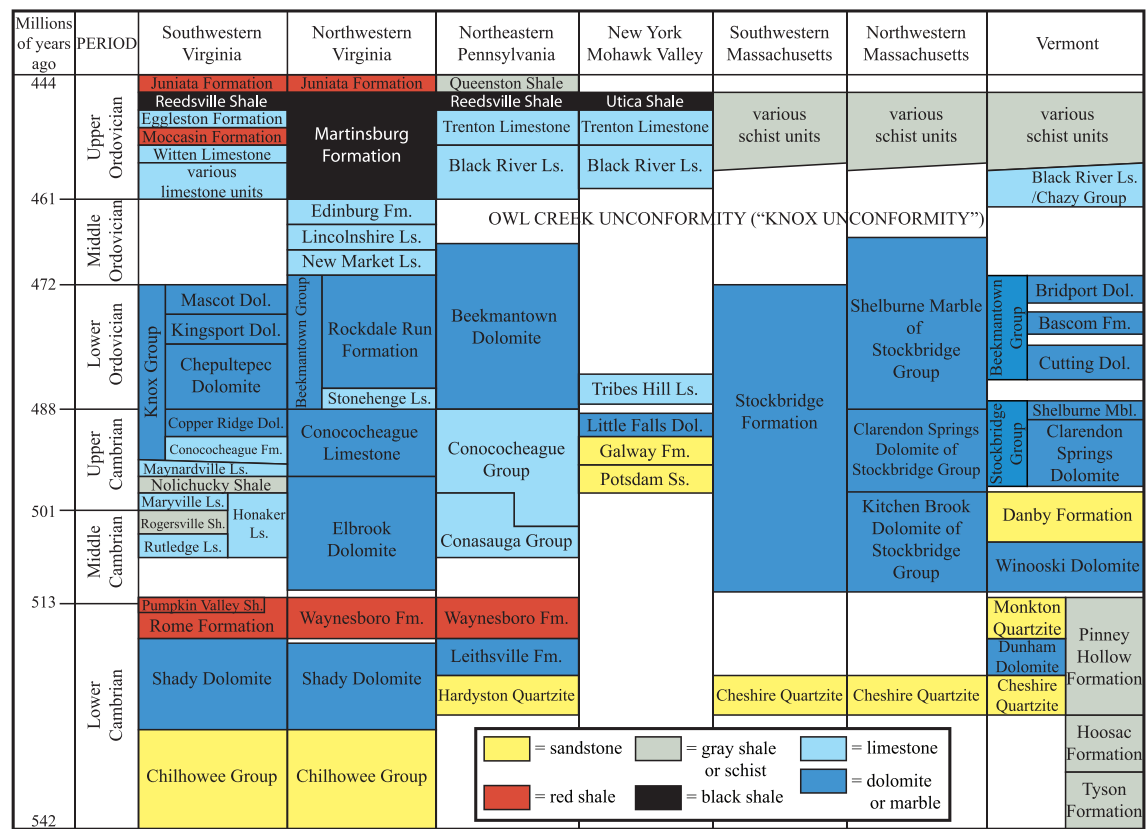 Millions
of years
ago
PERIOD
Southwestern
Virginia
Northwestern
Virginia
Northeastern
Pennsylvania
New York
Mohawk Valley
Southwestern
Massachusetts
Northwestern
Massachusetts
Vermont
444
461
472
488
501
513
542
Upper
Ordovician
Middle
Ordovician
Lower
Ordovician
Upper
Cambrian
Middle
Cambrian
Lower
Cambrian
Juniata Formation
Reedsville Shale
Eggleston Formation
Moccasin Formation
Witten Limestone
various
limestone units
Knox Group
Mascot Dol.
Kingsport Dol.
Chepultepec
Dolomite
Copper Ridge Dol.
Conococheague Fm.
Maynardville Ls.
Nolichucky Shale
Maryville Ls.
Rogersville Sh.
Rutledge Ls.
Honaker
Ls.
Pumpkin Valley Sh.
Rome Formation
Shady Dolomite
Chilhowee Group
Juniata Formation
Martinsburg
Formation
Edinburg Fm.
Lincolnshire Ls.
New Market Ls.
Beekmantown Group
Rockdale Run
Formation
Stonehenge Ls.
Conococheague
Limestone
Elbrook
Dolomite
Waynesboro Fm.
Shady Dolomite
Chilhowee Group
Queenston Shale
Reedsville Shale
Trenton Limestone
Black River Ls.
Beekmantown
Dolomite
Conococheague
Group
Conasauga Group
Waynesboro Fm.
Leithsville Fm.
Hardyston Quartzite
Utica Shale
Trenton Limestone
Black River Ls.
OWL CREEK UNCONFORMITY ("KNOX UNCONFORMITY")
Tribes Hill Ls.
Little Falls Dol.
Galway Fm.
Potsdam Ss.
various
schist units
Stockbridge
Formation
Cheshire Quartzite
various
schist units
Shelburne Marble
of
Stockbridge
Group
Clarendon Springs
Dolomite of
Stockbridge Group
Kitchen Brook
Dolomite of
Stockbridge
Group
Cheshire Quartzite
various
schist units
Black River Ls.
/Chazy Group
Beekmantown
Group
Bridport Dol.
Bascom Fm.
Cutting Dol.
Stockbridge
Group
Shelburne Mbl.
Clarendon
Springs
Dolomite
Danby Formation
Winooski Dolomite
Monkton
Quartzite
Dunham
Dolomite
Cheshire
Quartzite
Pinney
Hollow
Formation
Hoosac
Formation
Tyson
Formation
= sandstone
= red shale
= gray shale
or schist
= black shale
= limestone
= dolomite
or marble